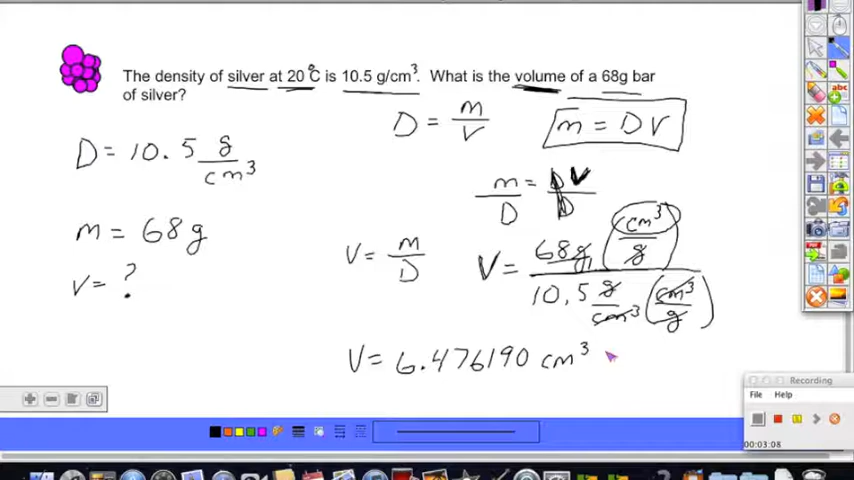 The density of silver at 20°C is 10.5 g/cm³. What is the volume of a 68g bar
of silver?
D = m/V
m = DV
D = 10.5 g/cm³
m/D = DV/D
m = 68g
V = m/D
V = 68g (cm³/g) / 10.5 g/cm³ (cm³/g)
V = ?
V = 6.476190 cm³
abc
Recording
File Help
00:03:08